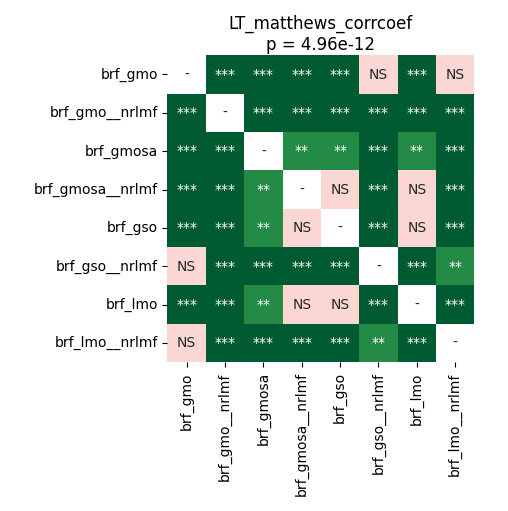 LT_matthews_corrcoef
p = 4.96e-12
brf_gmo - *** *** *** *** NS *** NS
brf_gmo__nrlmf *** - *** *** *** *** *** ***
brf_gmosa *** *** - ** ** *** ** ***
brf_gmosa__nrlmf *** *** ** - NS *** NS ***
brf_gso *** *** ** NS - *** NS ***
brf_gso__nrlmf NS *** *** *** *** - *** **
brf_lmo *** *** ** NS NS *** - ***
brf_lmo__nrlmf NS *** *** *** *** ** *** -
brf_gmo
brf_gmo__nrlmf
brf_gmosa
brf_gmosa__nrlmf
brf_gso
brf_gso__nrlmf
brf_lmo
brf_lmo__nrlmf